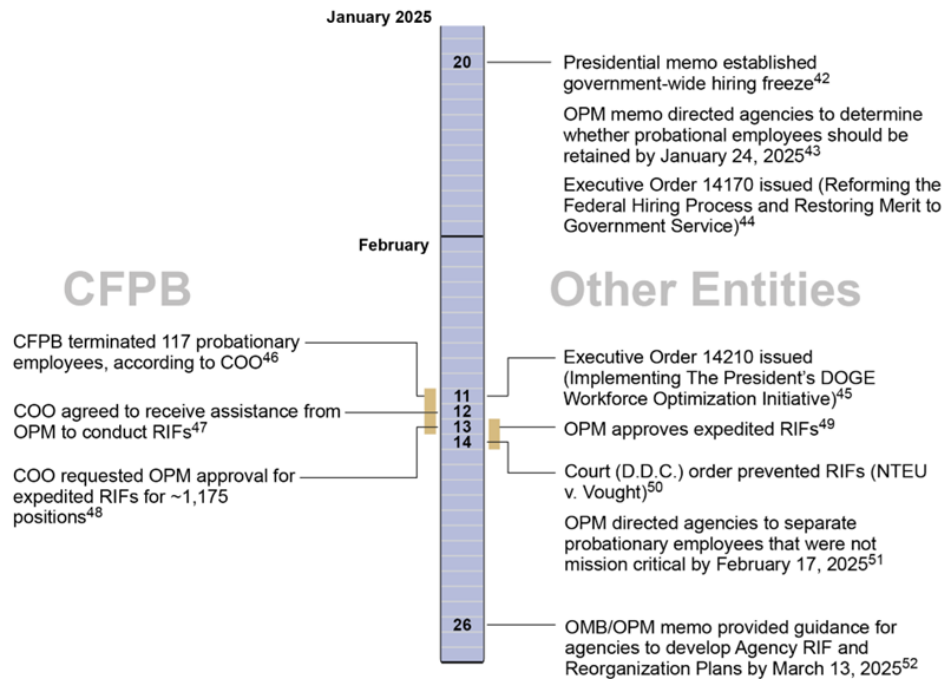 January 2025
20
Presidential memo established
government-wide hiring freeze42
OPM memo directed agencies to determine
whether probational employees should be
retained by January 24, 202543
Executive Order 14170 issued (Reforming the
Federal Hiring Process and Restoring Merit to
Government Service)44
February
CFPB
Other Entities
CFPB terminated 117 probationary
employees, according to COO46
COO agreed to receive assistance from
OPM to conduct RIFs47
COO requested OPM approval for
expedited RIFs for ~1,175
positions48
11
12
13
14
Executive Order 14210 issued
(Implementing The President's DOGE
Workforce Optimization Initiative)45
OPM approves expedited RIFs49
Court (D.D.C.) order prevented RIFs (NTEU
v. Vought)50
OPM directed agencies to separate
probationary employees that were not
mission critical by February 17, 202551
26
OMB/OPM memo provided guidance for
agencies to develop Agency RIF and
Reorganization Plans by March 13, 202552